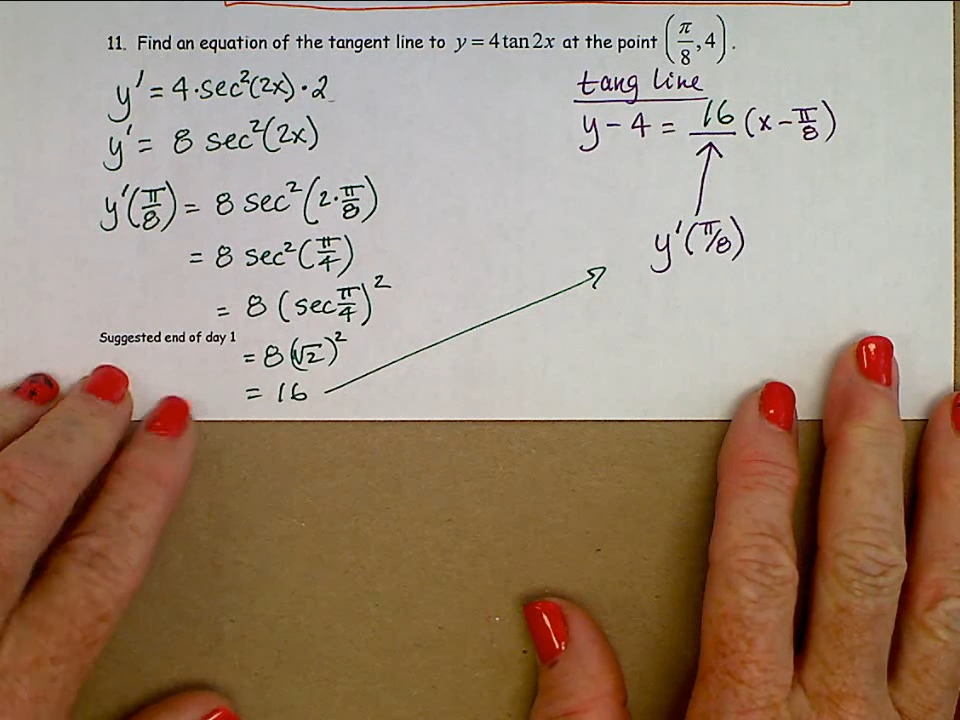 11. Find an equation of the tangent line to y = 4 tan 2x at the point (π/8, 4).
y' = 4·sec²(2x)·2
y' = 8 sec²(2x)
y'(π/8) = 8 sec²(2·π/8)
= 8 sec²(π/4)
= 8 (sec π/4)²
Suggested end of day 1
= 8(√2)²
= 16
tang line
y − 4 = 16 (x − π/8)
y'(π/8)